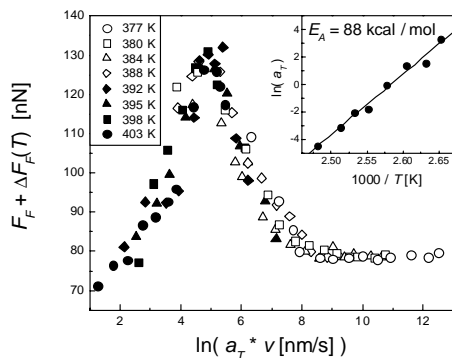 377 K
380 K
384 K
388 K
392 K
395 K
398 K
403 K
E_A = 88 kcal / mol
ln( a_T )
4
2
0
-2
-4
2.50
2.55
2.60
2.65
1000 / T [K]
F_F + ΔF_F(T) [nN]
130
120
110
100
90
80
70
2
4
6
8
10
12
ln( a_T * v [nm/s] )